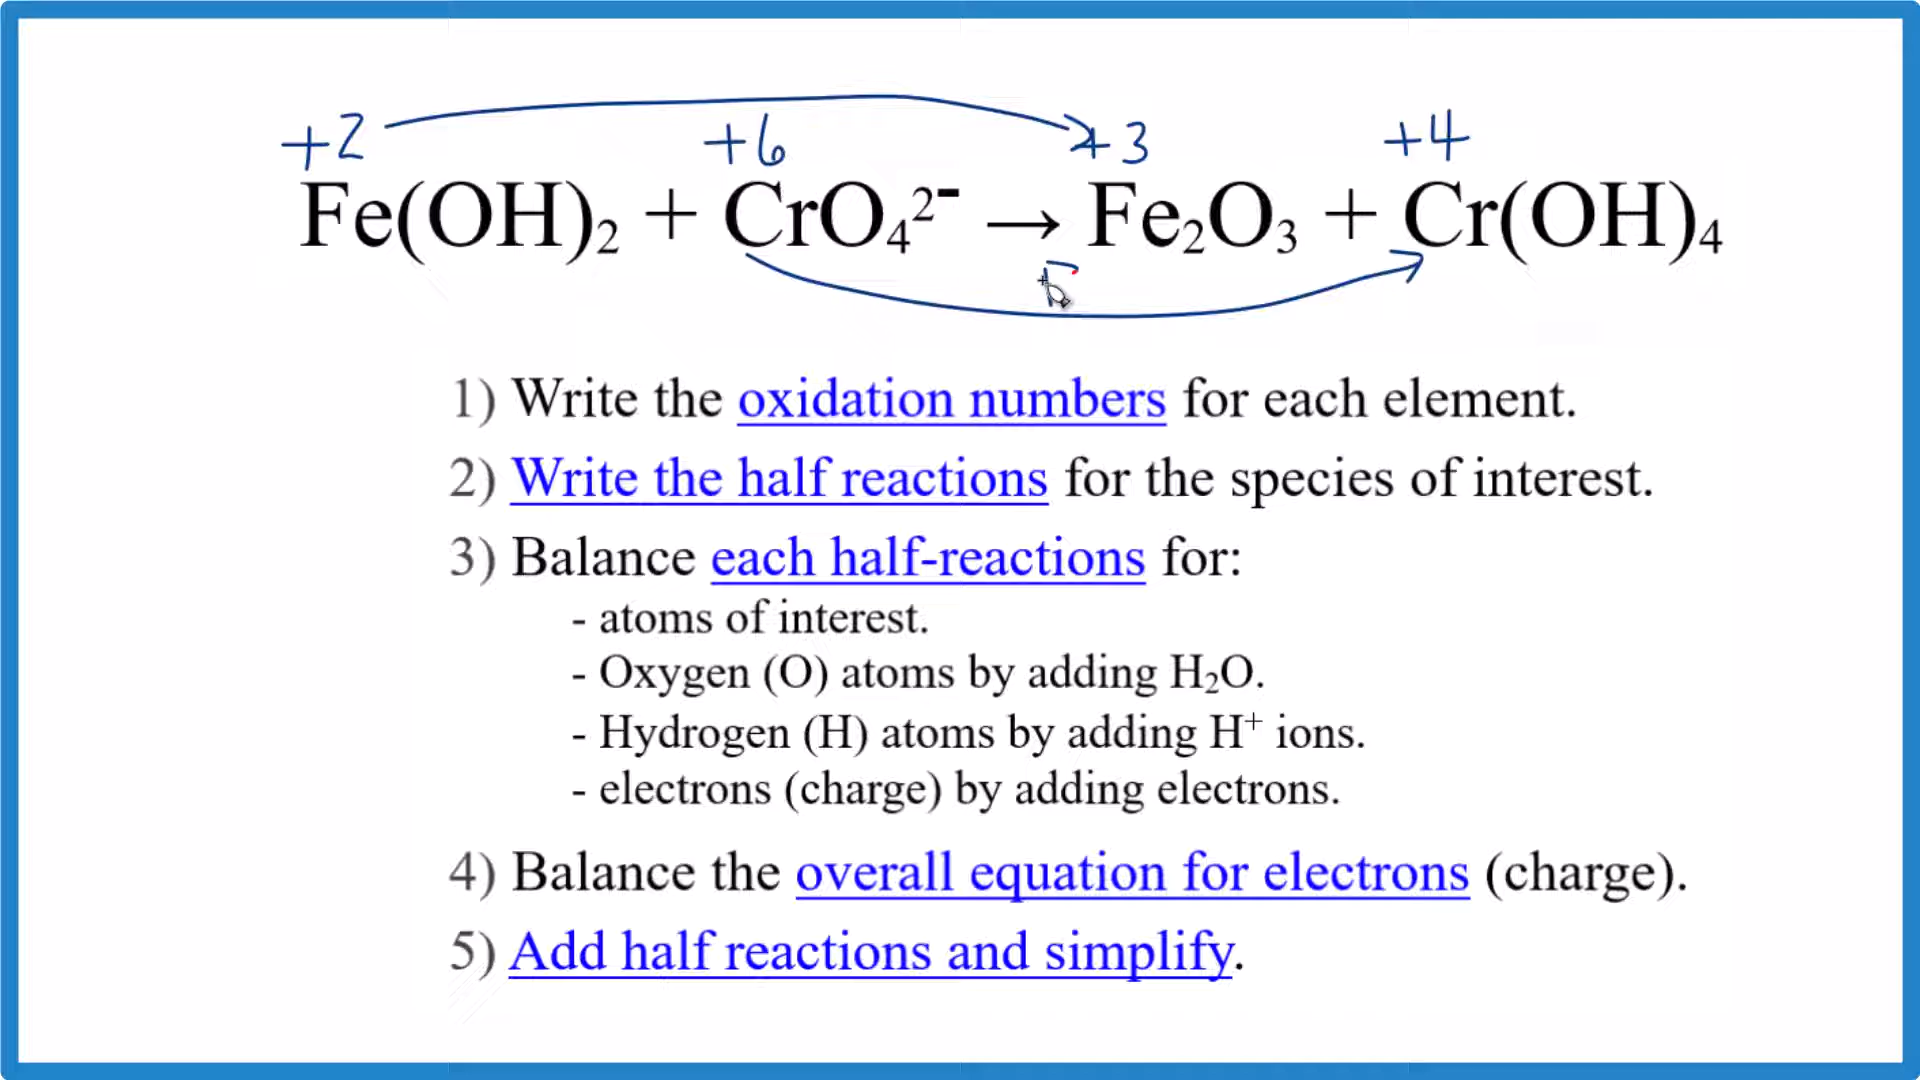 +2 +6 +3 +4
Fe(OH)₂ + CrO₄²⁻ → Fe₂O₃ + Cr(OH)₄
1) Write the oxidation numbers for each element.
2) Write the half reactions for the species of interest.
3) Balance each half-reactions for:
- atoms of interest.
- Oxygen (O) atoms by adding H₂O.
- Hydrogen (H) atoms by adding H⁺ ions.
- electrons (charge) by adding electrons.
4) Balance the overall equation for electrons (charge).
5) Add half reactions and simplify.